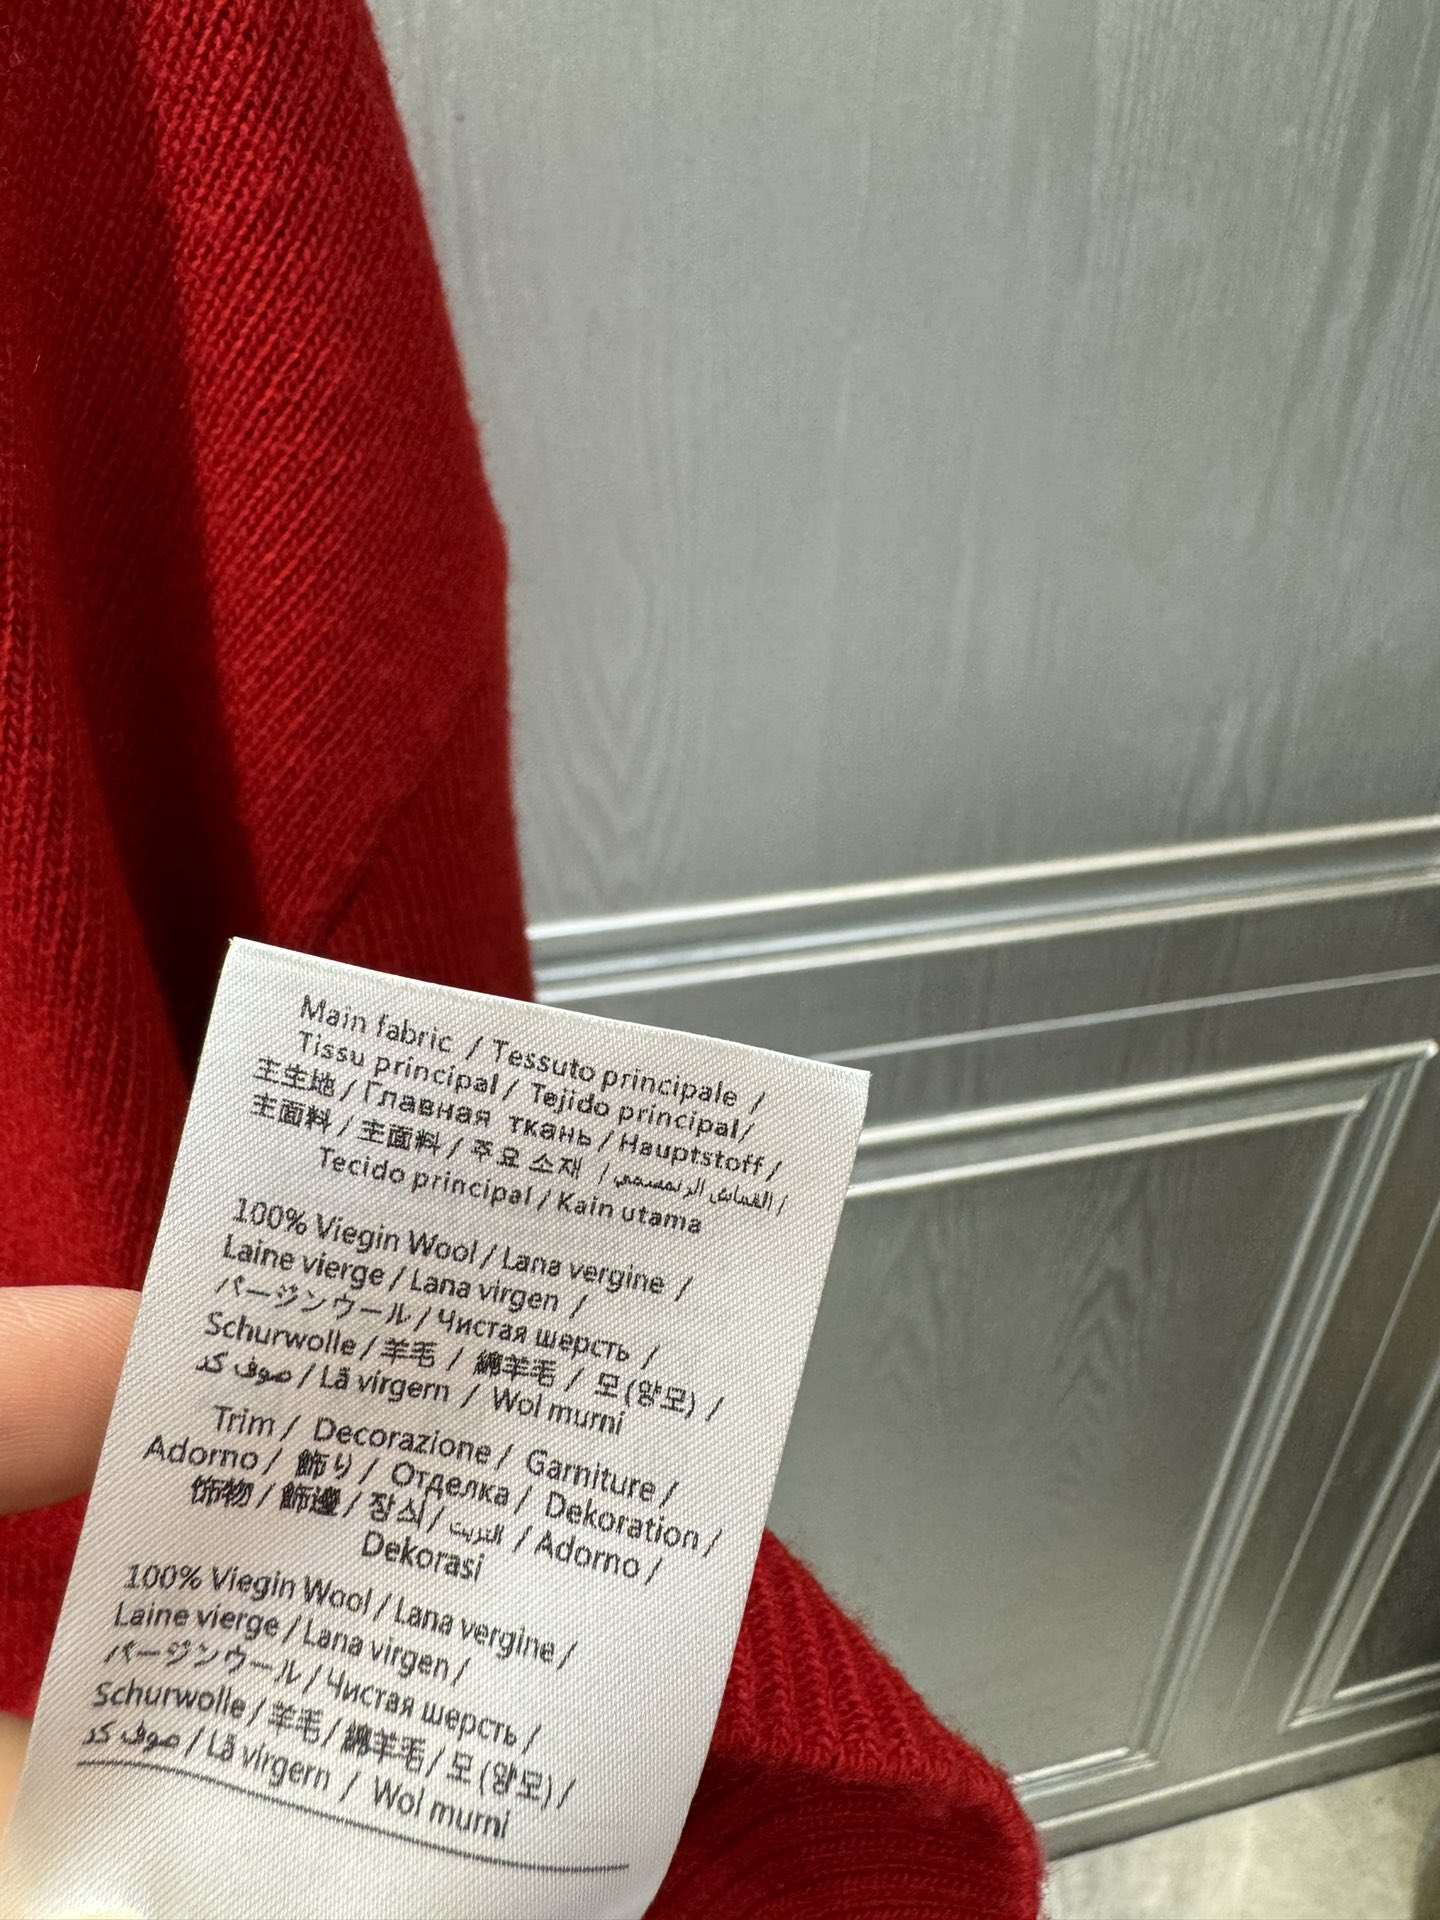 Main fabric / Tessuto principale /
Tissu principal / Tejido principal/
主生地 / Главная ткань / Hauptstoff /
主面料 / 主面料 / 주요 소재 / /
Tecido principal / Kain utama
100% Viegin Wool / Lana vergine /
Laine vierge / Lana virgen /
バージンウール / Чистая шерсть /
Schurwolle / 羊毛 / 綿羊毛 / 모 (양모) /
صوف كد / Lã virgern / Wol murni
Trim / Decorazione / Garniture /
Adorno / 飾り / Отделка / Dekoration /
饰物 / 飾邊 / 장식 / / Adorno /
Dekorasi
100% Viegin Wool / Lana vergine /
Laine vierge / Lana virgen /
バージンウール / Чистая шерсть /
Schurwolle / 羊毛 / 綿羊毛 / 모 (양모) /
صوف كد / Lã virgern / Wol murni